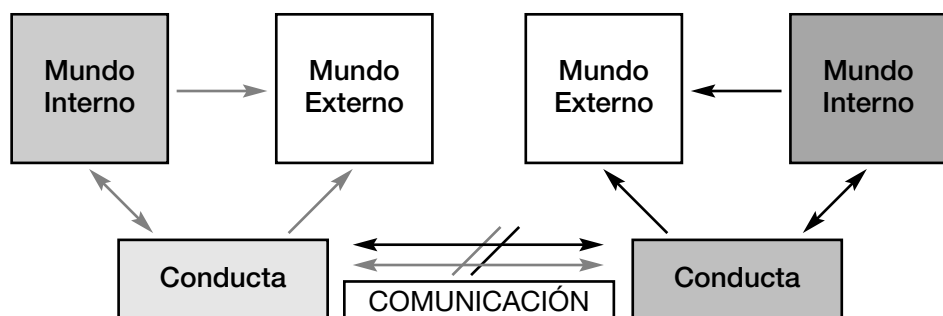 Mundo
Interno
Mundo
Externo
Mundo
Externo
Mundo
Interno
Conducta
COMUNICACIÓN
Conducta